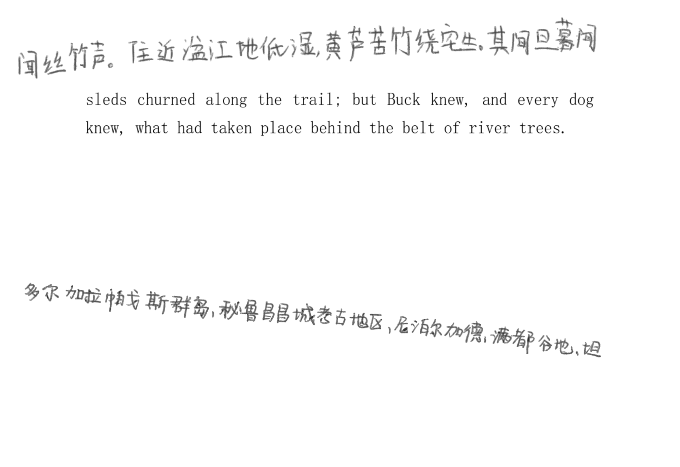 闻丝竹声。住近湓江地低湿,黄芦苦竹绕宅生。其间旦暮闻
sleds churned along the trail; but Buck knew, and every dog
knew, what had taken place behind the belt of river trees.
多尔加拉帕戈斯群岛、秘鲁昌昌城考古地区、尼泊尔加德满都谷地、坦